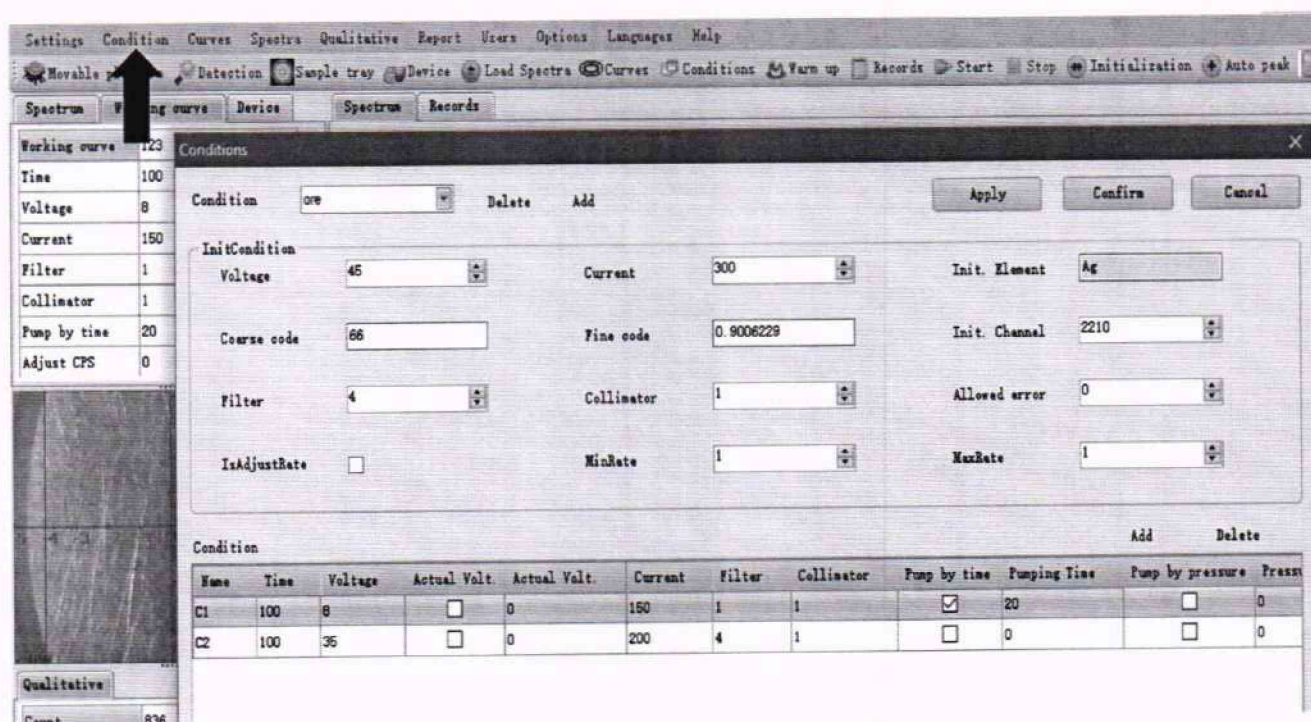 Settings Condition Curves Spectra Qualitative Report Users Options Languages Help
Movable Detection Sample tray Device Load Spectra Curves Conditions Warm up Records Start Stop Initialization Auto peak
Spectrum curve Device Spectrum Records
Working curve 123
Time 100
Voltage 8
Current 150
Filter 1
Collimator 1
Pump by time 20
Adjust CPS 0
Conditions
Condition ore Delete Add Apply Confirm Cancel
InitCondition
Voltage 45 Current 300 Init. Element Ag
Coarse code 66 Fine code 0.9006229 Init. Channel 2210
Filter 4 Collimator 1 Allowed error 0
IsAdjustRate MinRate 1 MaxRate 1
Condition Add Delete
Name Time Voltage Actual Volt. Actual Volt. Current Filter Collimator Pump by time Pumping Time Pump by pressure Pressu
C1 100 8 0 150 1 1 20 0
C2 100 35 0 200 4 1 0 0
Qualitative
Count 836